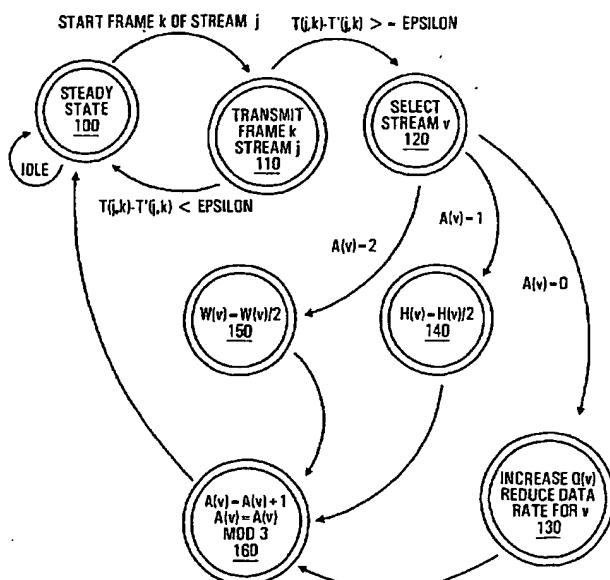 START FRAME k OF STREAM j
T(j,k)-T'(j,k) > - EPSILON
STEADY
STATE
100
TRANSMIT
FRAME k
STREAM j
110
SELECT
STREAM v
120
IDLE
T(j,k)-T'(j,k) < EPSILON
A(v)-1
A(v)-2
A(v)-0
W(v)-W(v)/2
150
H(v)-H(v)/2
140
A(v)-A(v)+1
A(v)-A(v)
MOD 3
160
INCREASE Q(v)
REDUCE DATA
RATE FOR v
130